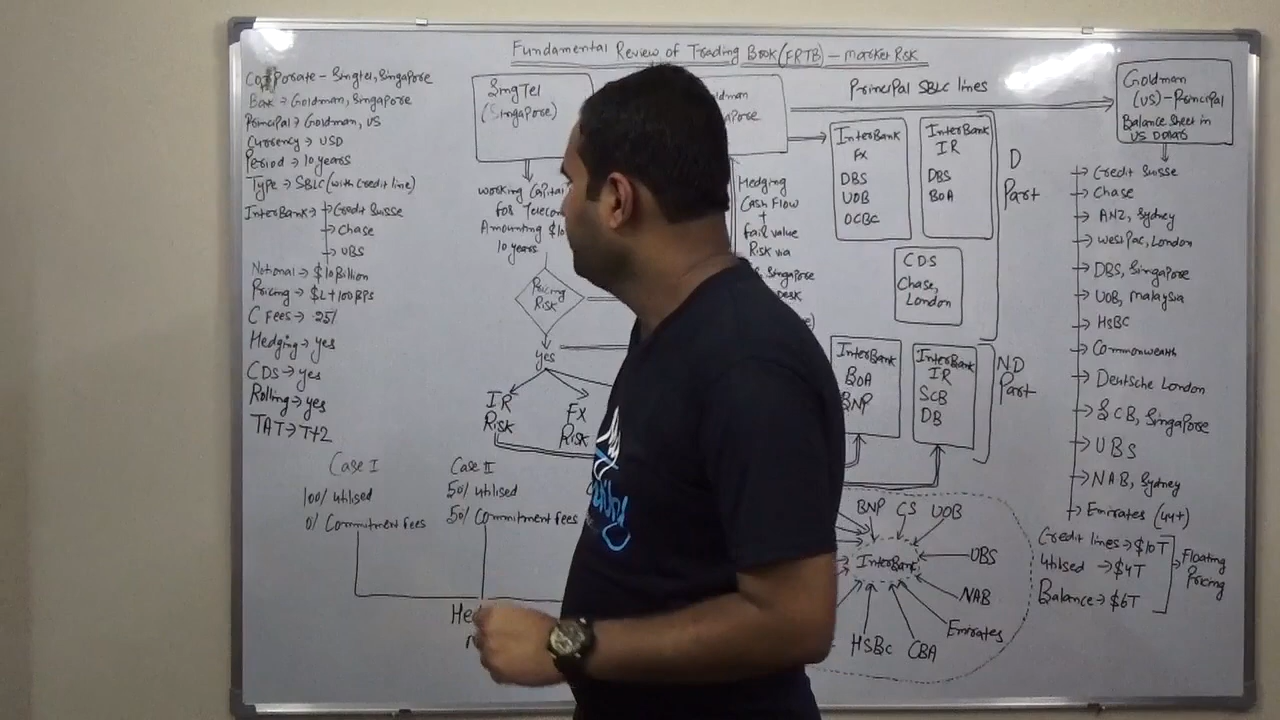 Fundamental Review of Trading Book (FRTB) – Market Risk
Corporate – Singtel, Singapore
Bank → Goldman, Singapore
Principal → Goldman, US
Currency → USD
Period → 10 years
Type → SBLC (with Credit line)
InterBank → Credit Suisse
→ Chase
→ UBS
Notional → $10 Billion
Pricing → $L + 100BPS
C Fees → .25%
Hedging → yes
CDS → yes
Rolling → yes
TAT → T+2
SingTel
(Singapore)
working Capital
for Teleco
Amounting $10
10 years
Pricing
Risk
yes
IR
Risk
FX
Risk
Case I
100% utilised
0% Commitment fees
Case II
50% utilised
50% Commitment fees
He
ldman
apore
Hedging
Cash Flow
+
fair value
Risk via
Singapore
Desk
Principal SBLC lines
InterBank
FX
DBS
UOB
OCBC
InterBank
IR
DBS
BOA
D
Part
CDS
Chase,
London
InterBank
BOA
BNP
InterBank
IR
SCB
DB
ND
Part
BNP CS UOB
InterBank
UBS
NAB
Emirates
CBA
HSBC
Goldman
(US) – Principal
Balance Sheet in
US Dollars
→ Credit Suisse
→ Chase
→ ANZ, Sydney
→ WestPac, London
→ DBS, Singapore
→ UOB, Malaysia
→ HSBC
→ Commonwealth
→ Deutsche London
→ SCB, Singapore
→ UBS
→ NAB, Sydney
→ Emirates (44+)
Credit lines → $10T
Utilised → $4T
Balance → $6T
Floating
Pricing